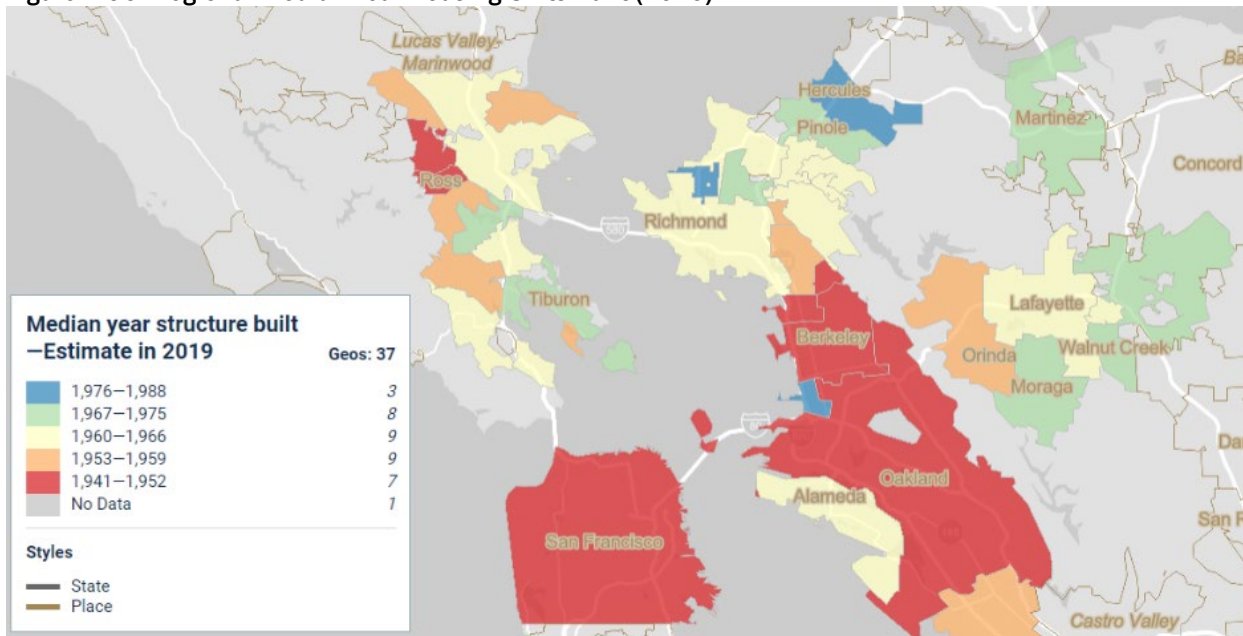 Lucas Valley-
Marinwood
Hercules
Pinole
Martinez
Ba
Concord
Ross
Richmond
580
Tiburon
Lafayette
Berkeley
Orinda
Walnut Creek
Moraga
Oakland
Alameda
San Francisco
Dan
San R
Castro Valley
Median year structure built
—Estimate in 2019 Geos: 37
1,976—1,988 3
1,967—1,975 8
1,960—1,966 9
1,953—1,959 9
1,941—1,952 7
No Data 1
Styles
State
Place